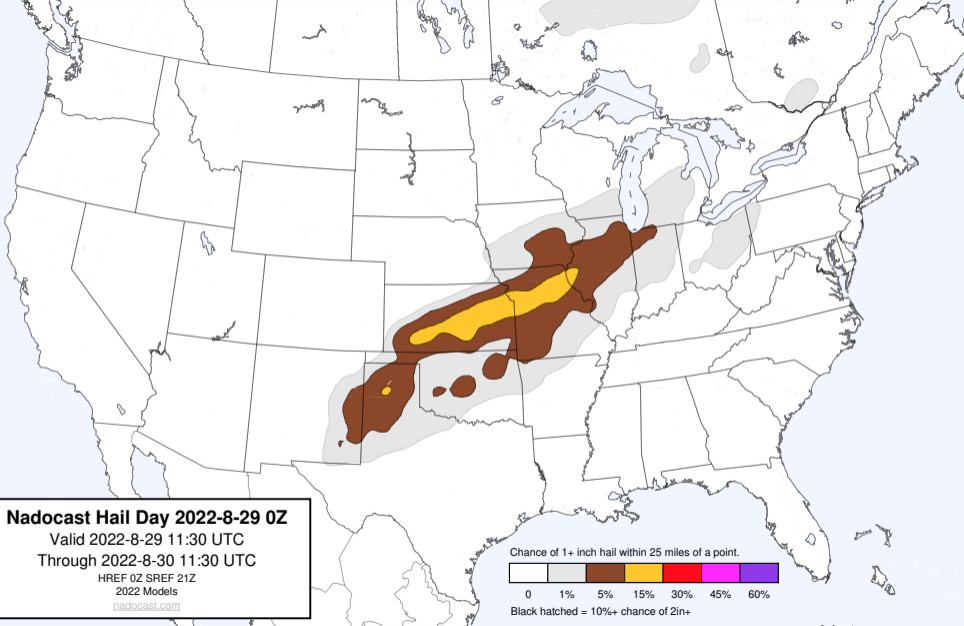 Nadocast Hail Day 2022-8-29 0Z
Valid 2022-8-29 11:30 UTC
Through 2022-8-30 11:30 UTC
HREF 0Z SREF 21Z
2022 Models
nadocast.com
Chance of 1+ inch hail within 25 miles of a point.
0 1% 5% 15% 30% 45% 60%
Black hatched = 10%+ chance of 2in+